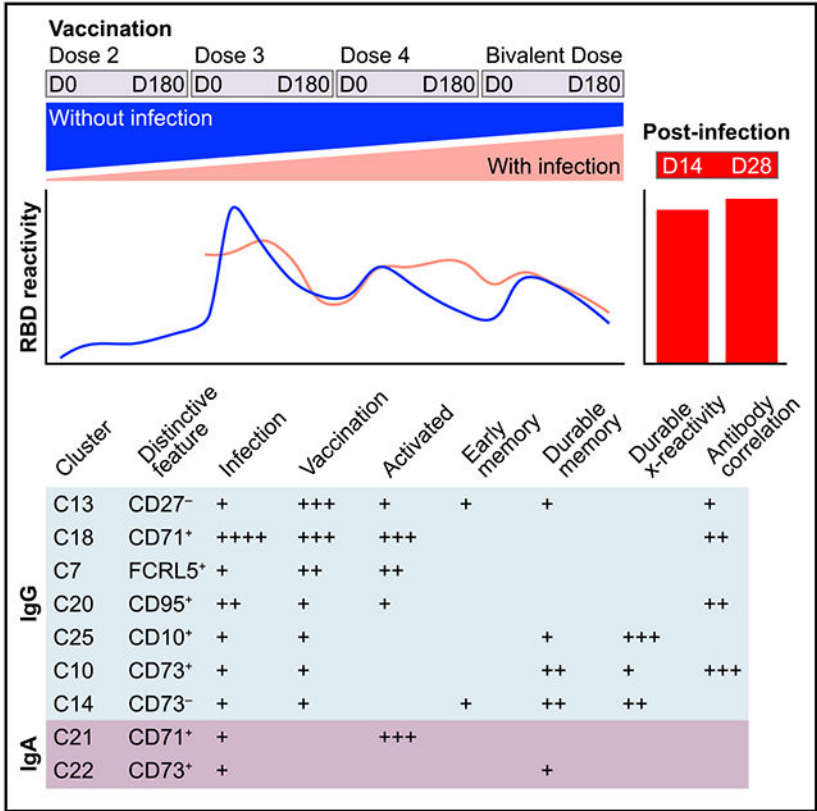 Vaccination
Dose 2 Dose 3 Dose 4 Bivalent Dose
D0 D180 D0 D180 D0 D180 D0 D180
Without infection
With infection
Post-infection
D14 D28
RBD reactivity
Cluster Distinctive feature Infection Vaccination Activated Early memory Durable memory Durable x-reactivity Antibody correlation
IgG
C13 CD27⁻ + +++ + + + +
C18 CD71⁺ ++++ +++ +++ ++
C7 FCRL5⁺ + ++ ++
C20 CD95⁺ ++ + + ++
C25 CD10⁺ + + + +++
C10 CD73⁺ + + ++ + +++
C14 CD73⁻ + + + ++ ++
IgA
C21 CD71⁺ + +++
C22 CD73⁺ + +